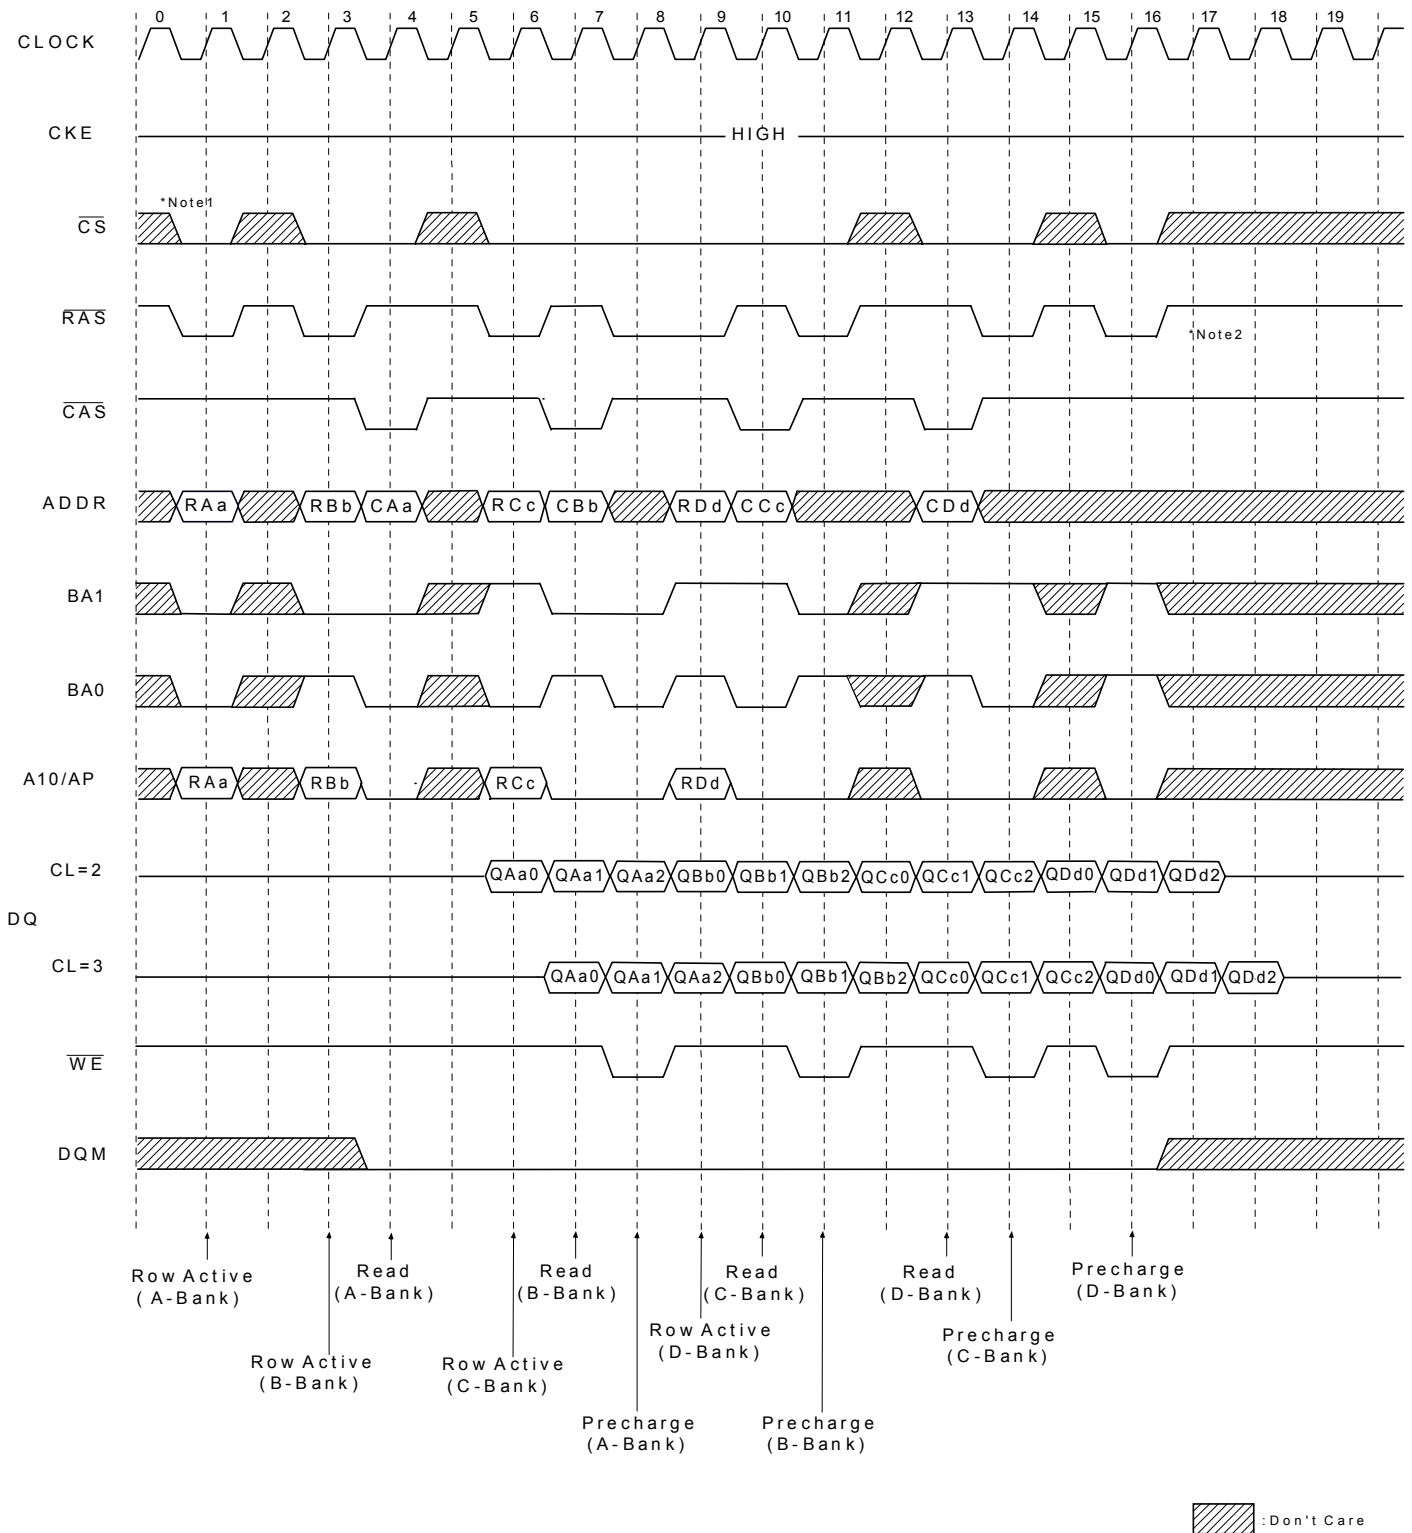 0 1 2 3 4 5 6 7 8 9 10 11 12 13 14 15 16 17 18 19
CLOCK
CKE HIGH
*Note1
CS
RAS
*Note2
CAS
ADDR RAa RBb CAa RCc CBb RDd CCc CDd
BA1
BA0
A10/AP RAa RBb RCc RDd
CL=2 QAa0 QAa1 QAa2 QBb0 QBb1 QBb2 QCc0 QCc1 QCc2 QDd0 QDd1 QDd2
DQ
CL=3 QAa0 QAa1 QAa2 QBb0 QBb1 QBb2 QCc0 QCc1 QCc2 QDd0 QDd1 QDd2
WE
DQM
Row Active
(A-Bank)
Read
(A-Bank)
Read
(B-Bank)
Read
(C-Bank)
Read
(D-Bank)
Precharge
(D-Bank)
Row Active
(B-Bank)
Row Active
(C-Bank)
Row Active
(D-Bank)
Precharge
(C-Bank)
Precharge
(A-Bank)
Precharge
(B-Bank)
:Don't Care